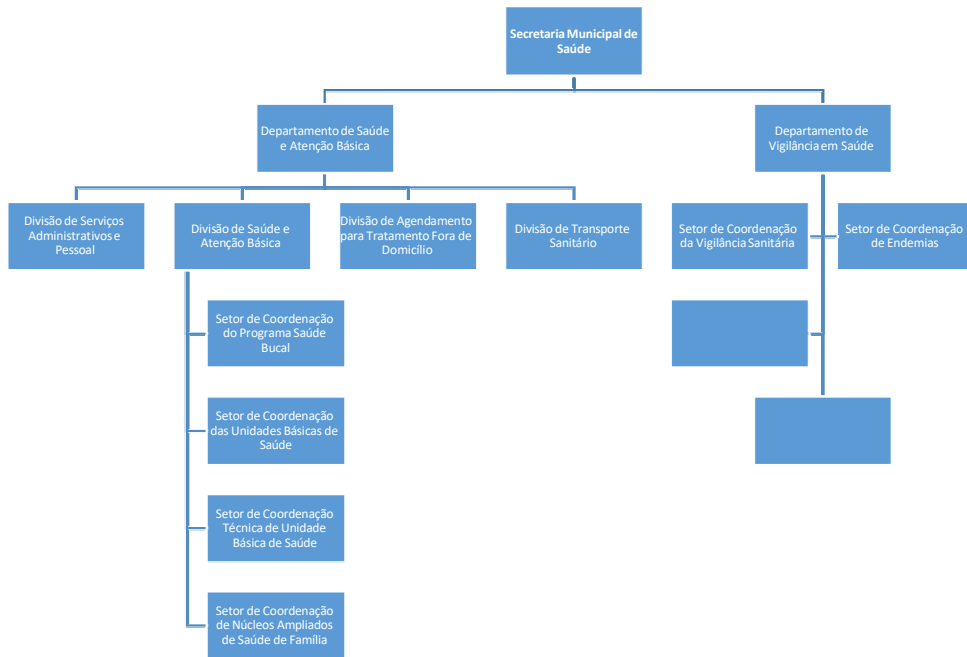 Secretaria Municipal de
Saúde
Departamento de Saúde
e Atenção Básica
Departamento de
Vigilância em Saúde
Divisão de Serviços
Administrativos e
Pessoal
Divisão de Saúde e
Atenção Básica
Divisão de Agendamento
para Tratamento Fora de
Domicílio
Divisão de Transporte
Sanitário
Setor de Coordenação
da Vigilância Sanitária
Setor de Coordenação
de Endemias
Setor de Coordenação
do Programa Saúde
Bucal
Setor de Coordenação
das Unidades Básicas de
Saúde
Setor de Coordenação
Técnica de Unidade
Básica de Saúde
Setor de Coordenação
de Núcleos Ampliados
de Saúde de Família